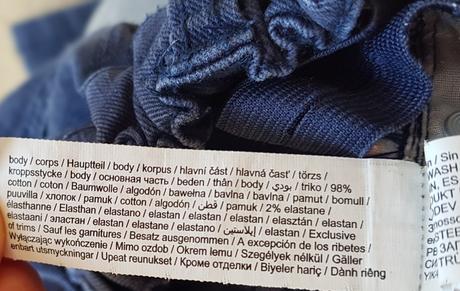 body / corps / Hauptteil / body / korpus / hlavní část / hlavná časť / törzs /
kroppsstycke / body / основная часть / beden / thân / body / بودي / triko / 98%
cotton / coton / Baumwolle / algodón / bawełna / bavlna / pamut / bomull /
puuvilla / хлопок / pamuk / cotton / algodão / قطن / pamuk / 2% elastane /
élasthanne / Elasthan / elastano / elastan / elastan / elastan / elasztán / elastan /
elastaani / эластан / elastan / elastane / elastano / إيلاستين / elastan / Exclusive
of trims / Sauf les garnitures / Besatz ausgenommen / A excepción de los ribetes /
Wyłączając wykończenie / Mimo ozdob / Okrem lemu / Szegélyek nélkül / Gäller
enbart utsmyckningar / Upeat reunukset / Кроме отделки / Biyeler hariç / Dành riêng